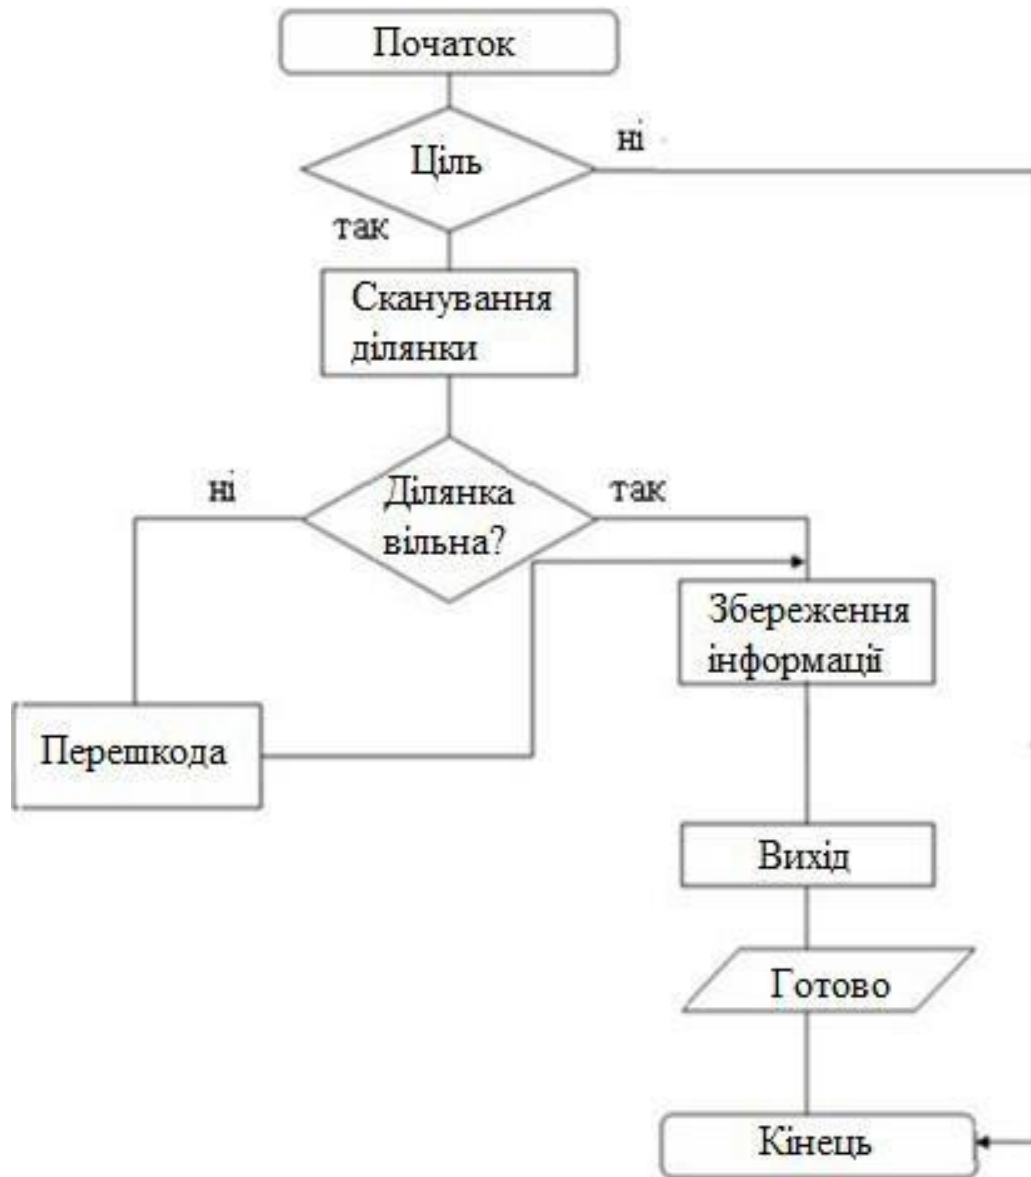 Початок
Ціль
ні
так
Сканування
ділянки
ні
Ділянка
вільна?
так
Збереження
інформації
Перешкода
Вихід
Готово
Кінець